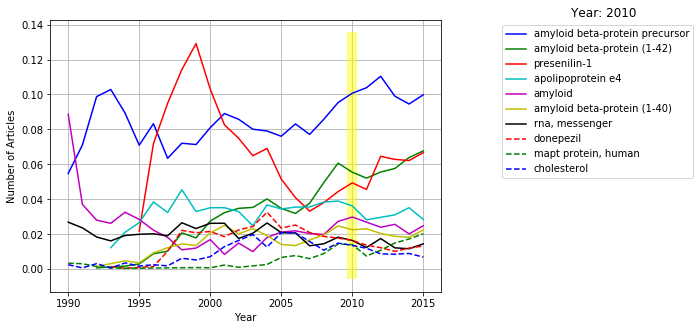 Year: 2010
amyloid beta-protein precursor
amyloid beta-protein (1-42)
presenilin-1
apolipoprotein e4
amyloid
amyloid beta-protein (1-40)
rna, messenger
donepezil
mapt protein, human
cholesterol
Number of Articles
0.14
0.12
0.10
0.08
0.06
0.04
0.02
0.00
1990
1995
2000
2005
2010
2015
Year